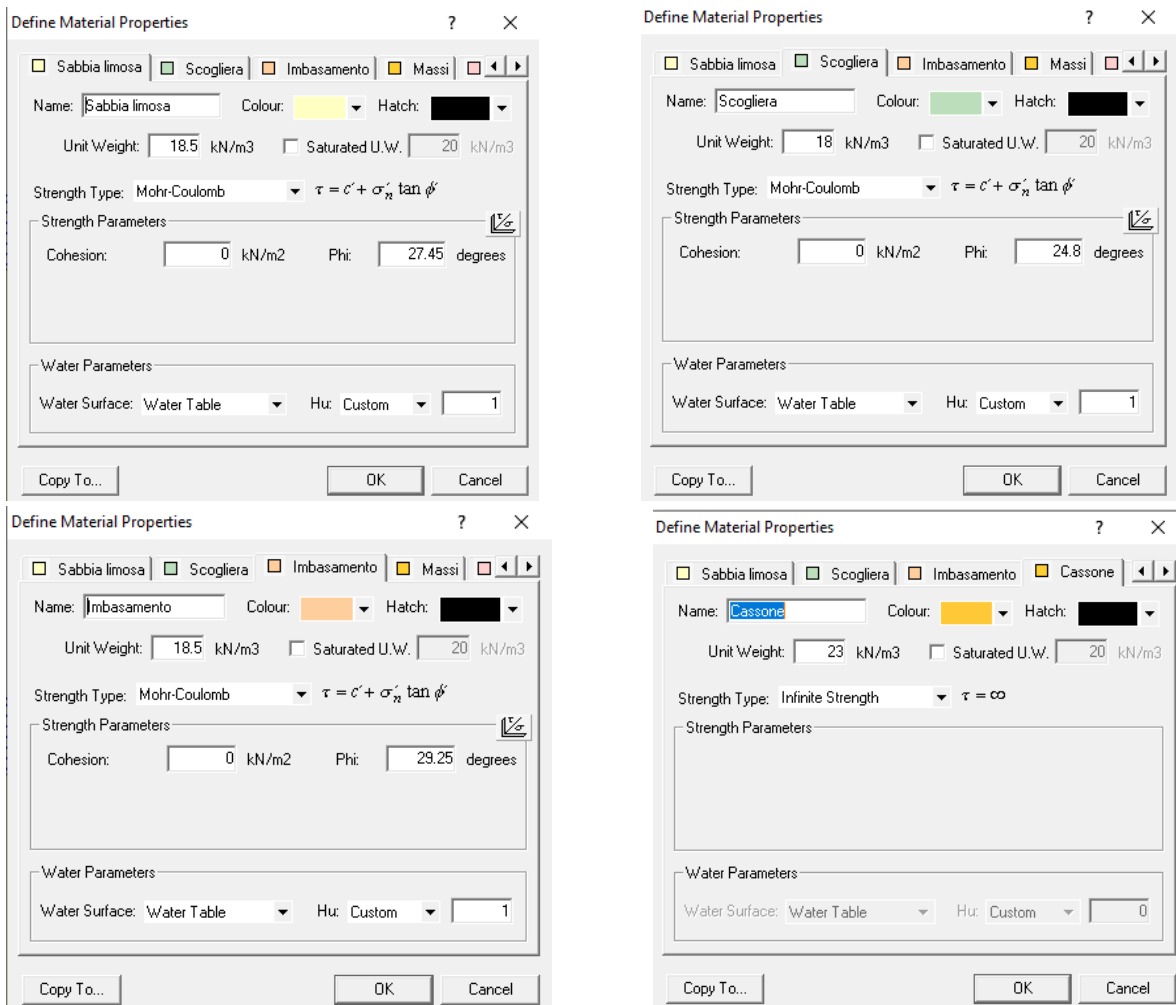 Define Material Properties ? ×
Sabbia limosa Scogliera Imbasamento Massi
Name: Sabbia limosa Colour: Hatch:
Unit Weight: 18.5 kN/m3 Saturated U.W. 20 kN/m3
Strength Type: Mohr-Coulomb τ = c′ + σ′n tan ϕ′
Strength Parameters τ/σ
Cohesion: 0 kN/m2 Phi: 27.45 degrees
Water Parameters
Water Surface: Water Table Hu: Custom 1
Copy To... OK Cancel
Define Material Properties ? ×
Sabbia limosa Scogliera Imbasamento Massi
Name: Scogliera Colour: Hatch:
Unit Weight: 18 kN/m3 Saturated U.W. 20 kN/m3
Strength Type: Mohr-Coulomb τ = c′ + σ′n tan ϕ′
Strength Parameters τ/σ
Cohesion: 0 kN/m2 Phi: 24.8 degrees
Water Parameters
Water Surface: Water Table Hu: Custom 1
Copy To... OK Cancel
Define Material Properties ? ×
Sabbia limosa Scogliera Imbasamento Massi
Name: Imbasamento Colour: Hatch:
Unit Weight: 18.5 kN/m3 Saturated U.W. 20 kN/m3
Strength Type: Mohr-Coulomb τ = c′ + σ′n tan ϕ′
Strength Parameters τ/σ
Cohesion: 0 kN/m2 Phi: 29.25 degrees
Water Parameters
Water Surface: Water Table Hu: Custom 1
Copy To... OK Cancel
Define Material Properties ? ×
Sabbia limosa Scogliera Imbasamento Cassone
Name: Cassone Colour: Hatch:
Unit Weight: 23 kN/m3 Saturated U.W. 20 kN/m3
Strength Type: Infinite Strength τ = ∞
Strength Parameters
Water Parameters
Water Surface: Water Table Hu: Custom 0
Copy To... OK Cancel